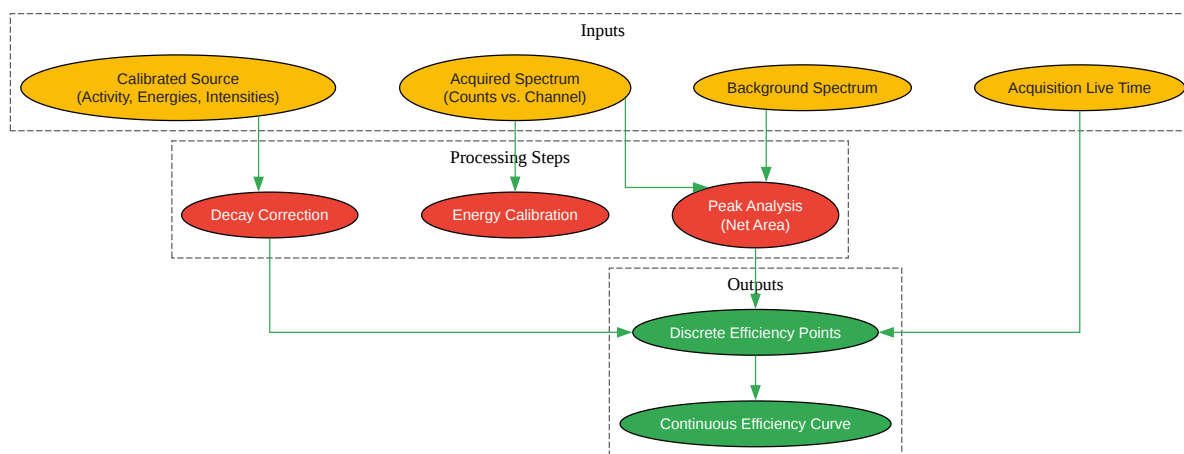 Inputs
Calibrated Source
(Activity, Energies, Intensities)
Acquired Spectrum
(Counts vs. Channel)
Background Spectrum
Acquisition Live Time
Processing Steps
Decay Correction
Energy Calibration
Peak Analysis
(Net Area)
Outputs
Discrete Efficiency Points
Continuous Efficiency Curve